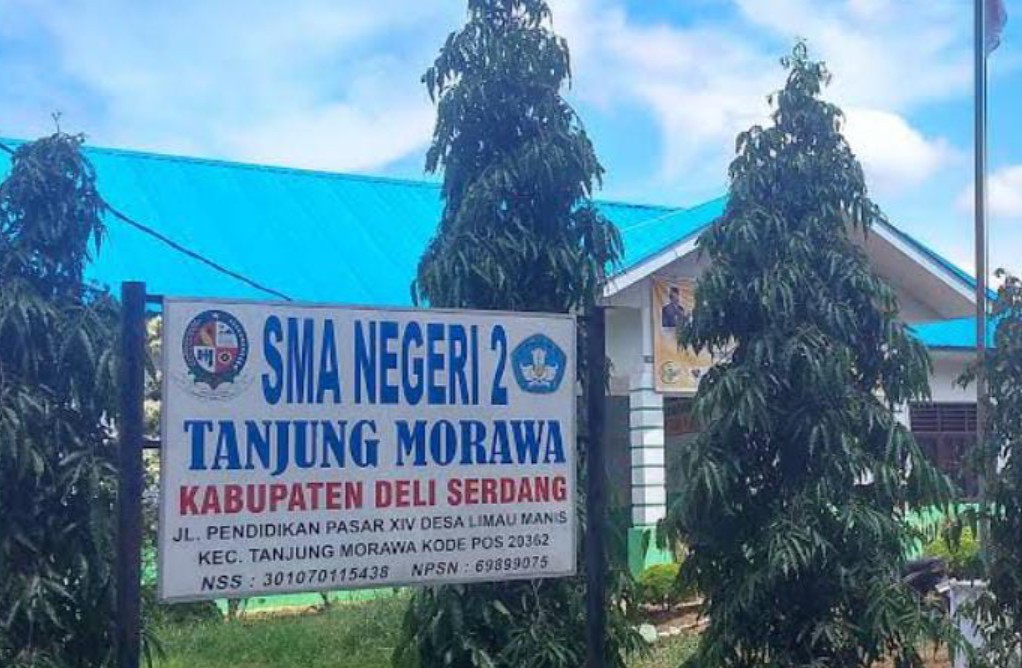 SMA NEGERI 2
TANJUNG MORAWA
KABUPATEN DELI SERDANG
JL. PENDIDIKAN PASAR XIV DESA LIMAU MANIS
KEC. TANJUNG MORAWA KODE POS 20362
NSS : 301070115438 NPSN : 69899075